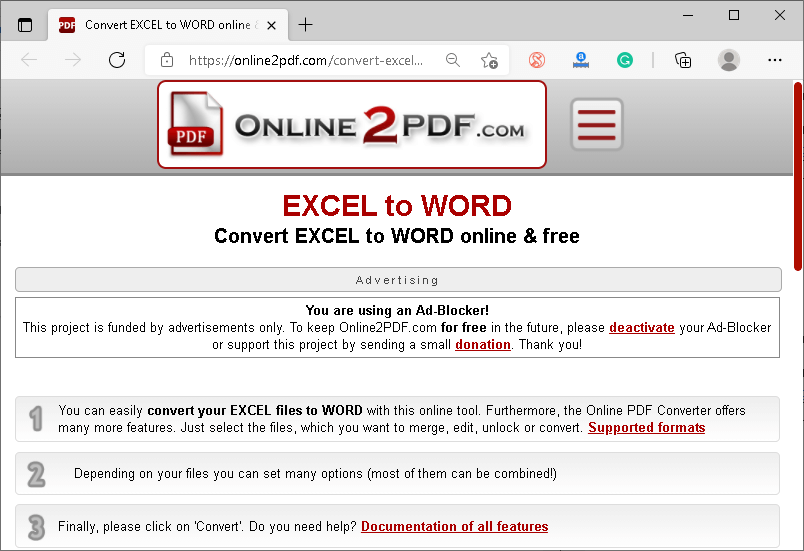 Convert EXCEL to WORD online &
https://online2pdf.com/convert-excel...
PDF ONLINE2PDF.COM
EXCEL to WORD
Convert EXCEL to WORD online & free
Advertising
You are using an Ad-Blocker!
This project is funded by advertisements only. To keep Online2PDF.com for free in the future, please deactivate your Ad-Blocker
or support this project by sending a small donation. Thank you!
1 You can easily convert your EXCEL files to WORD with this online tool. Furthermore, the Online PDF Converter offers
many more features. Just select the files, which you want to merge, edit, unlock or convert. Supported formats
2 Depending on your files you can set many options (most of them can be combined!)
3 Finally, please click on 'Convert'. Do you need help? Documentation of all features